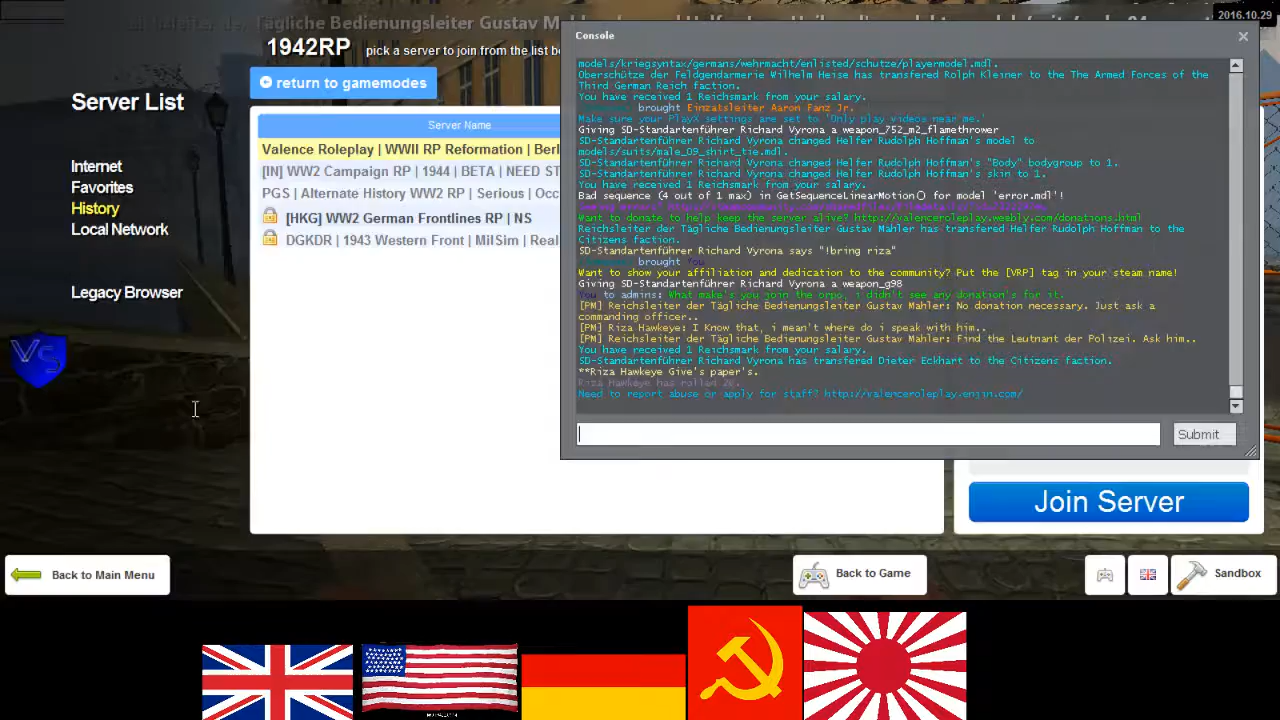 der Tägliche Bedienungsleiter Gustav
2016.10.29
1942RP pick a server to join from the list be
return to gamemodes
Server List
Internet
Favorites
History
Local Network
Legacy Browser
Server Name
Valence Roleplay | WWII RP Reformation | Berl
[IN] WW2 Campaign RP | 1944 | BETA | NEED ST
PGS | Alternate History WW2 RP | Serious | Occ
[HKG] WW2 German Frontlines RP | NS
DGKDR | 1943 Western Front | MilSim | Real
Console
models/kriegsyntax/germans/wehrmacht/enlisted/schutze/playermodel.mdl.
Oberschütze der Feldgendarmerie Wilhelm Heise has transfered Rolph Kleiner to the The Armed Forces of the
Third German Reich faction.
You have received 1 Reichsmark from your salary.
brought Einzatsleiter Aaron Fanz Jr.
Make sure your PlayX settings are set to 'Only play videos near me.'
Giving SD-Standartenführer Richard Vyrona a weapon_752_m2_flamethrower
SD-Standartenführer Richard Vyrona changed Helfer Rudolph Hoffman's model to
models/suits/male_09_shirt_tie.mdl.
SD-Standartenführer Richard Vyrona changed Helfer Rudolph Hoffman's "Body" bodygroup to 1.
SD-Standartenführer Richard Vyrona changed Helfer Rudolph Hoffman's skin to 1.
You have received 1 Reichsmark from your salary.
Bad sequence (4 out of 1 max) in GetSequenceLinearMotion() for model 'error.mdl'!
Want to donate to help keep the server alive? http://valenceroleplay.weebly.com/donations.html
Reichsleiter der Tägliche Bedienungsleiter Gustav Mahler has transfered Helfer Rudolph Hoffman to the
Citizens faction.
SD-Standartenführer Richard Vyrona says "!bring riza"
brought You
Want to show your affiliation and dedication to the community? Put the [VRP] tag in your steam name!
Giving SD-Standartenführer Richard Vyrona a weapon_g98
You to admins: What make's you join the orpo, i didn't see any donation's for it.
[PM] Reichsleiter der Tägliche Bedienungsleiter Gustav Mahler: No donation necessary. Just ask a
commanding officer..
[PM] Riza Hawkeye: I Know that, i mean't where do i speak with him..
[PM] Reichsleiter der Tägliche Bedienungsleiter Gustav Mahler: Find the Leutnant der Polizei. Ask him..
You have received 1 Reichsmark from your salary.
SD-Standartenführer Richard Vyrona has transfered Dieter Eckhart to the Citizens faction.
**Riza Hawkeye Give's paper's.
Riza Hawkeye has rolled 20.
Need to report abuse or apply for staff? http://valenceroleplay.enjin.com/
Submit
VS
Join Server
Back to Main Menu
Back to Game
Sandbox